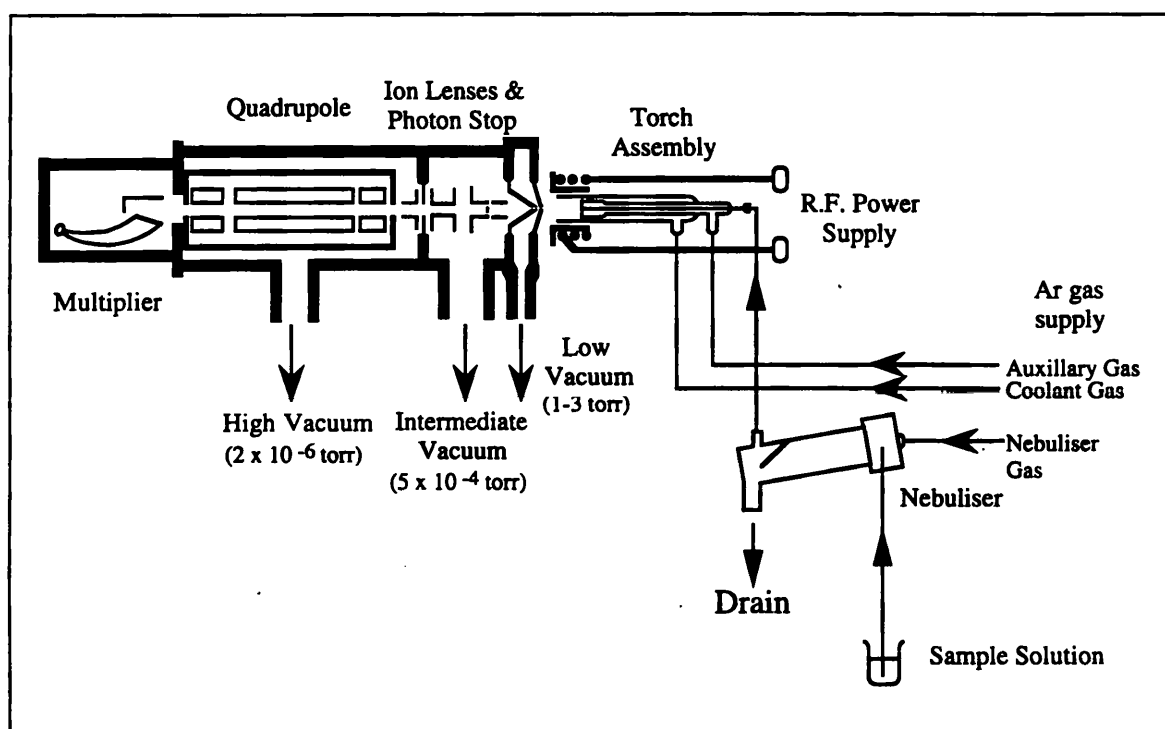 Ion Lenses &
Photon Stop
Quadrupole
Torch
Assembly
R.F. Power
Supply
Multiplier
Ar gas
supply
Low
Vacuum
(1-3 torr)
Auxillary Gas
Coolant Gas
High Vacuum
(2 x 10 -6 torr)
Intermediate
Vacuum
(5 x 10 -4 torr)
Nebuliser
Gas
Nebuliser
Drain
Sample Solution